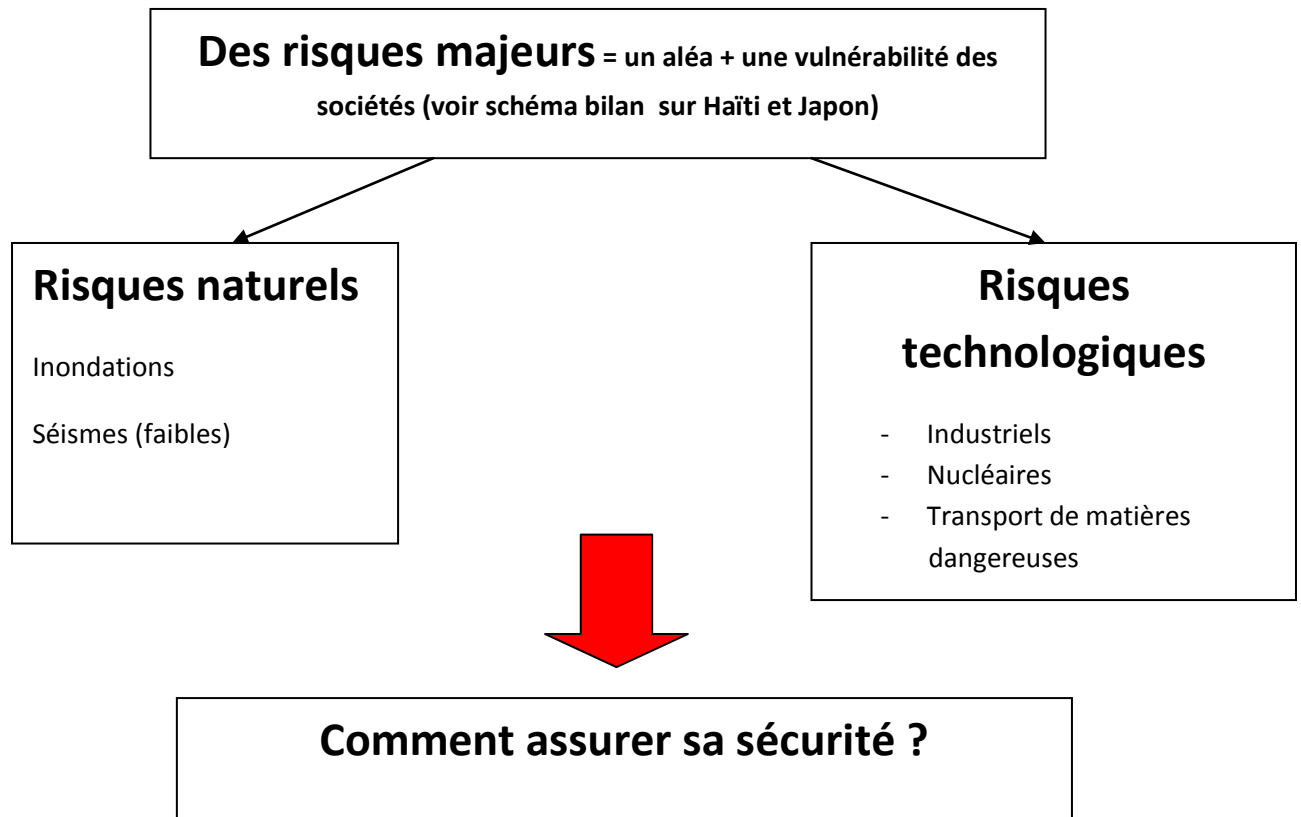 Des risques majeurs = un aléa + une vulnérabilité des
sociétés (voir schéma bilan  sur Haïti et Japon)
Risques naturels
Inondations
Séismes (faibles)
Risques
technologiques
- Industriels
- Nucléaires
- Transport de matières
dangereuses
Comment assurer sa sécurité ?